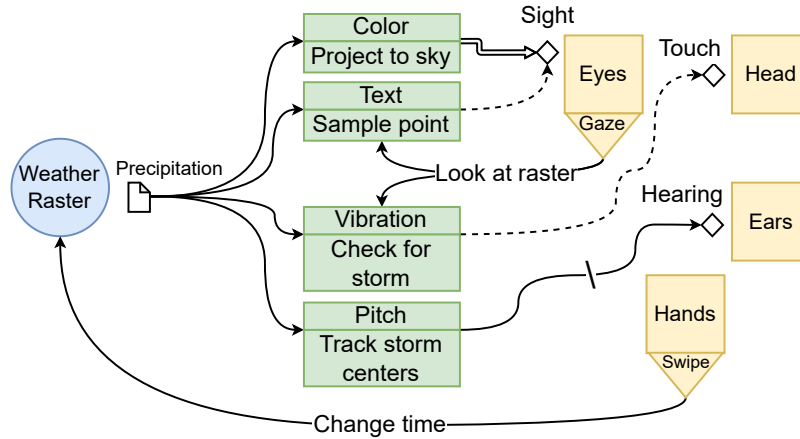 Weather
Raster
Precipitation
Color
Project to sky
Text
Sample point
Vibration
Check for
storm
Pitch
Track storm
centers
Look at raster
Sight
Eyes
Gaze
Touch
Head
Hearing
Ears
Hands
Swipe
Change time